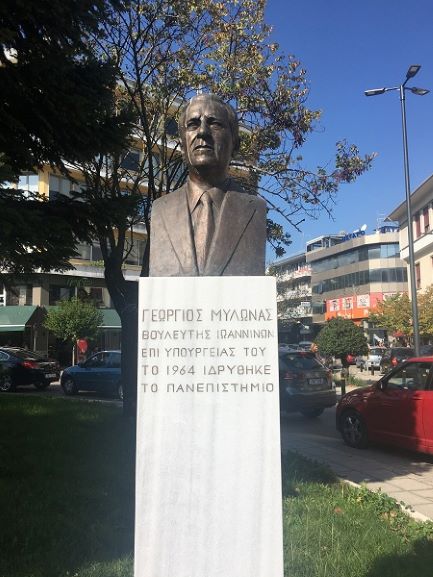 ΓΕΩΡΓΙΟΣ ΜΥΛΩΝΑΣ
ΒΟΥΛΕΥΤΗΣ ΙΩΑΝΝΙΝΩΝ
ΕΠΙ ΥΠΟΥΡΓΕΙΑΣ ΤΟΥ
ΤΟ 1964 ΙΔΡΥΘΗΚΕ
ΤΟ ΠΑΝΕΠΙΣΤΗΜΙΟ